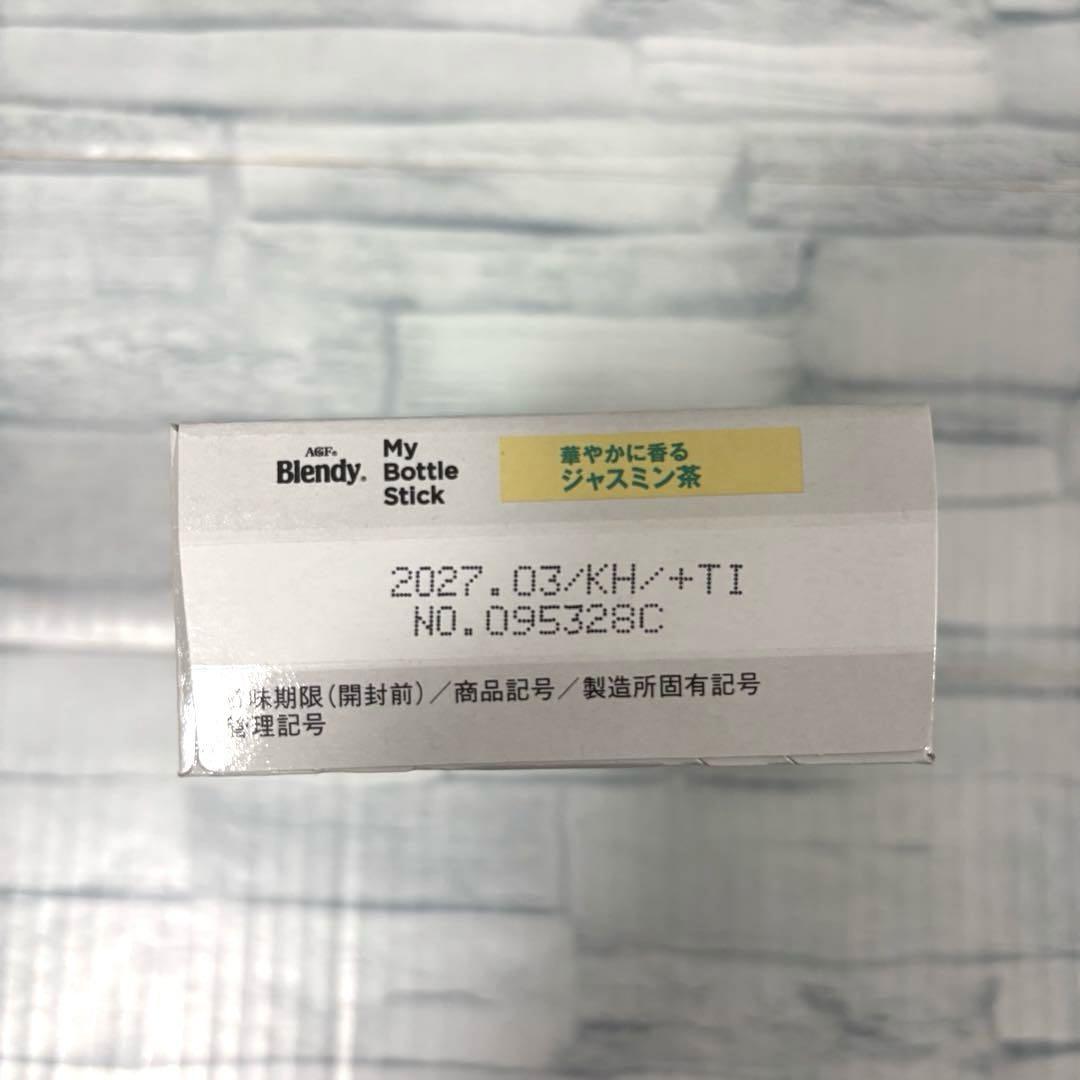 AGF®
Blendy®
My
Bottle
Stick
華やかに香る
ジャスミン茶
2027.03/KH/+TI
NO.095328C
賞味期限(開封前)/商品記号/製造所固有記号
管理記号